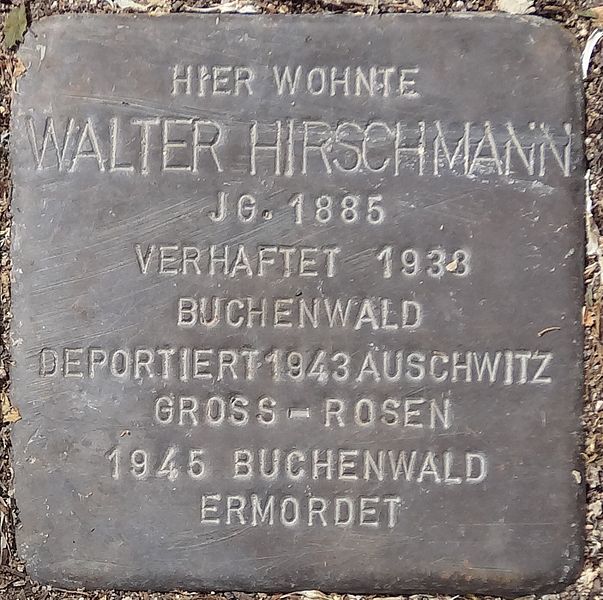 HIER WOHNTE
WALTER HIRSCHMANN
JG. 1885
VERHAFTET 1938
BUCHENWALD
DEPORTIERT 1943 AUSCHWITZ
GROSS-ROSEN
1945 BUCHENWALD
ERMORDET